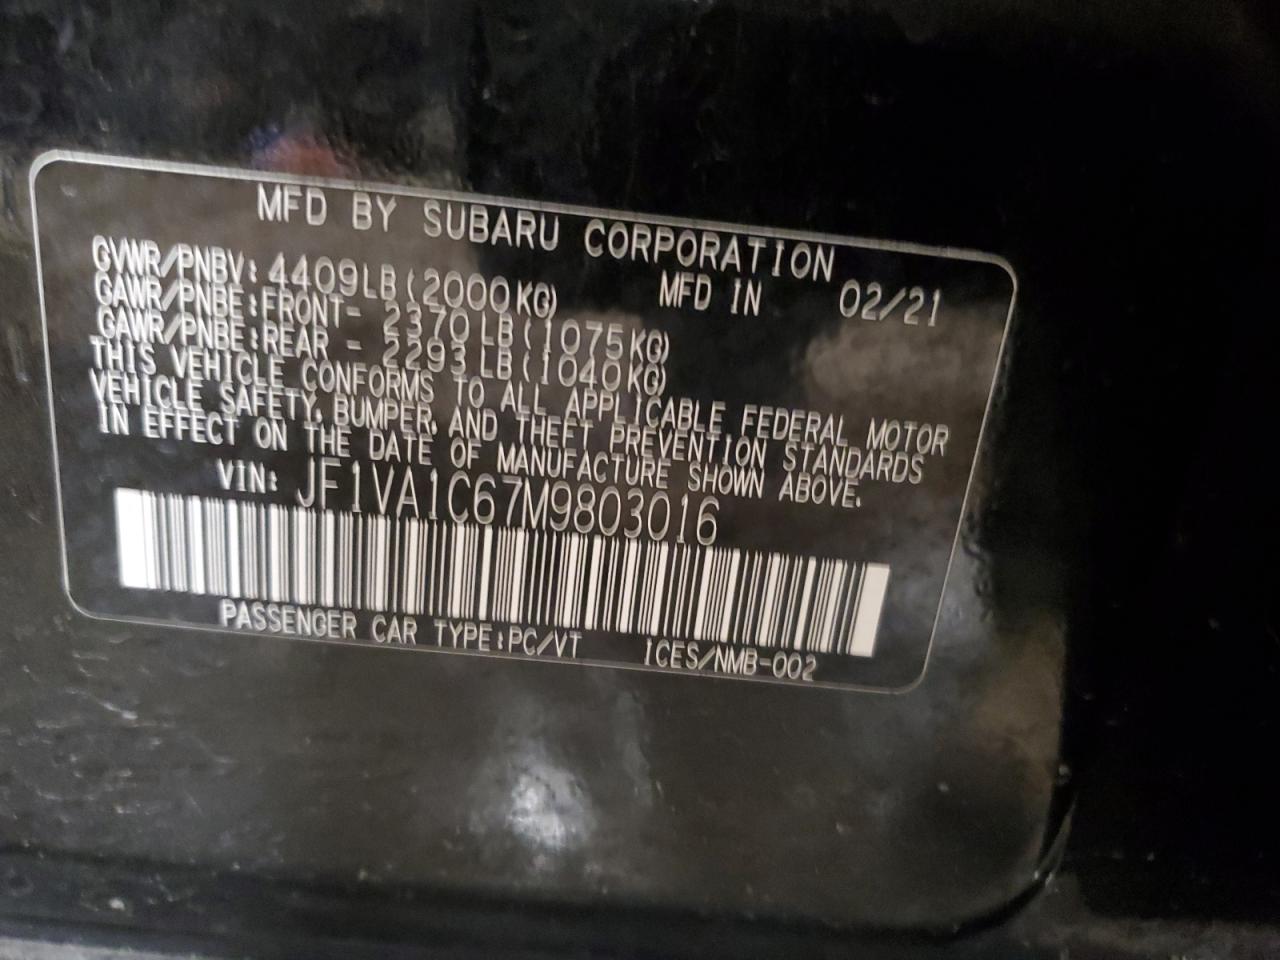 MFD BY SUBARU CORPORATION
GVWR/PNBV: 4409LB(2000KG) MFD IN 02/21
GAWR/PNBE:FRONT- 2370LB(1075KG)
GAWR/PNBE:REAR - 2293LB(1040KG)
THIS VEHICLE CONFORMS TO ALL APPLICABLE FEDERAL MOTOR
VEHICLE SAFETY, BUMPER, AND THEFT PREVENTION STANDARDS
IN EFFECT ON THE DATE OF MANUFACTURE SHOWN ABOVE.
VIN: JF1VA1C67M9803016
PASSENGER CAR TYPE:PC/VT ICES/NMB-002